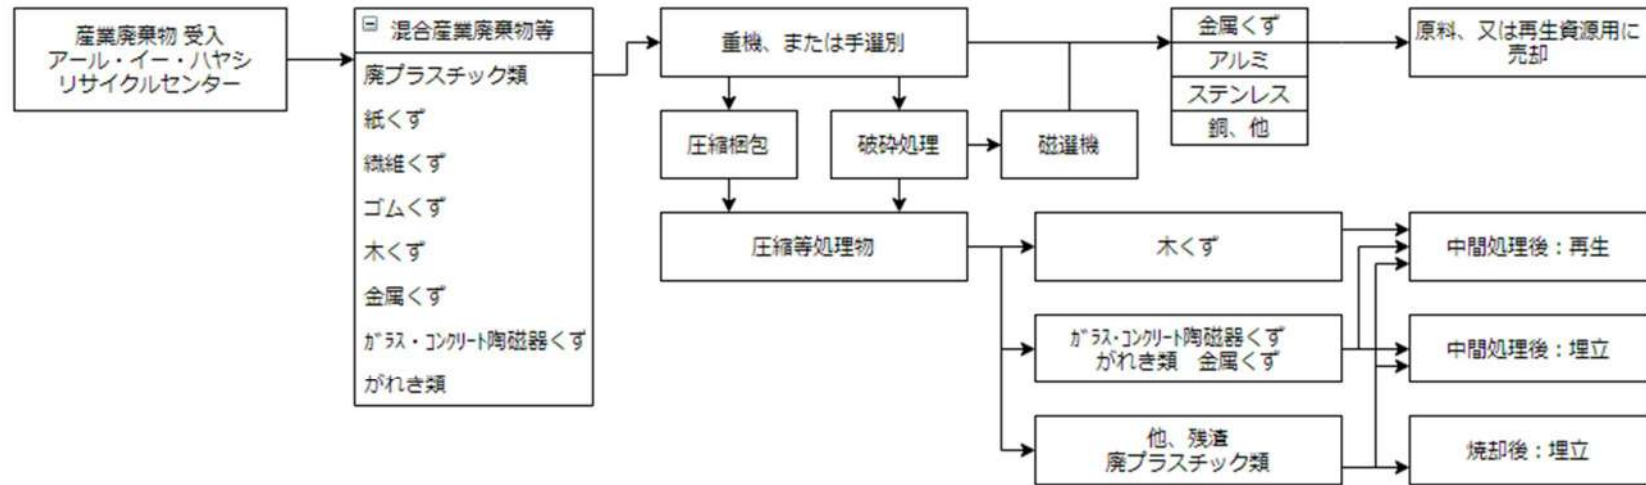 産業廃棄物 受入
アール・イー・ハヤシ
リサイクルセンター
混合産業廃棄物等
廃プラスチック類
紙くず
繊維くず
ゴムくず
木くず
金属くず
ｶﾞﾗｽ・ｺﾝｸﾘｰﾄ陶磁器くず
がれき類
重機、または手選別
圧縮梱包
破砕処理
磁選機
圧縮等処理物
金属くず
アルミ
ステンレス
銅、他
原料、又は再生資源用に
売却
木くず
ｶﾞﾗｽ・ｺﾝｸﾘｰﾄ陶磁器くず
がれき類　金属くず
他、残渣
廃プラスチック類
中間処理後：再生
中間処理後：埋立
焼却後：埋立